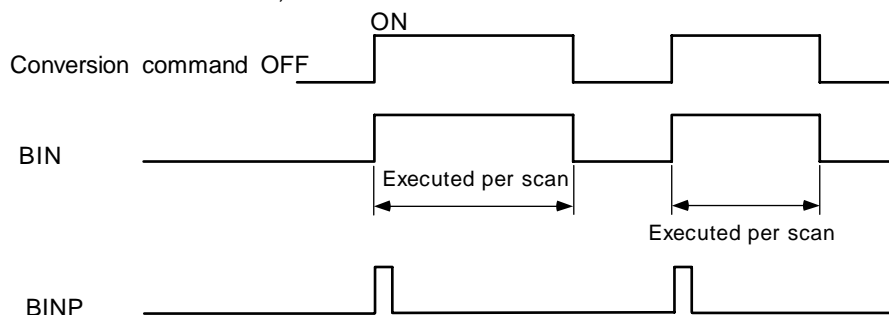 ON
Conversion command OFF
BIN
Executed per scan
Executed per scan
BINP